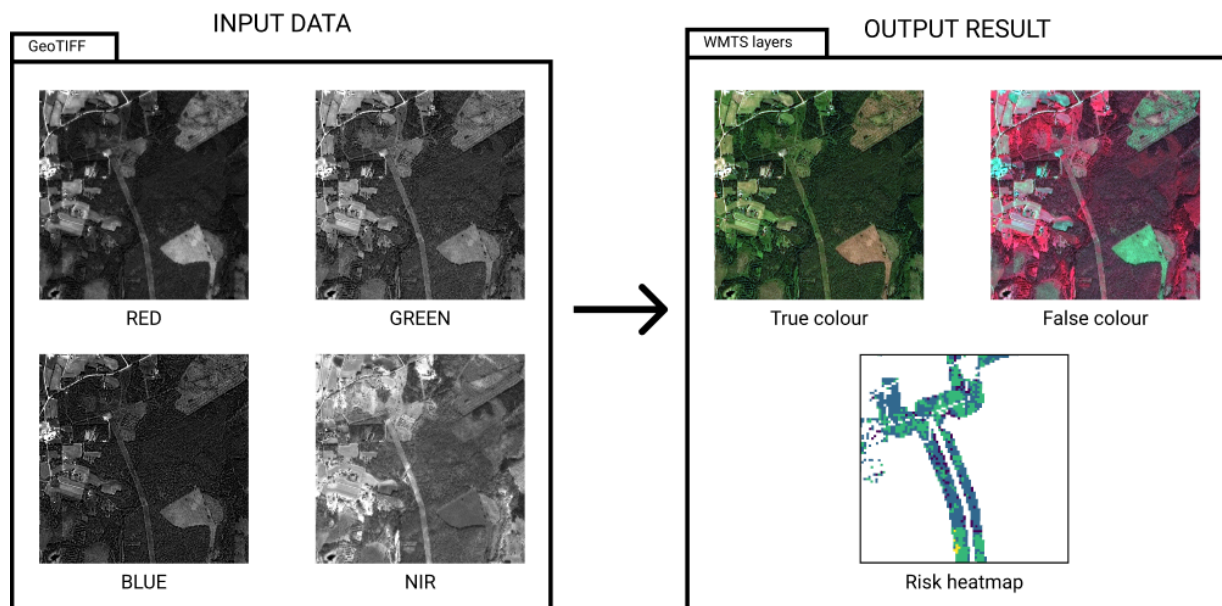 INPUT DATA
GeoTIFF
RED
GREEN
BLUE
NIR
OUTPUT RESULT
WMTS layers
True colour
False colour
Risk heatmap